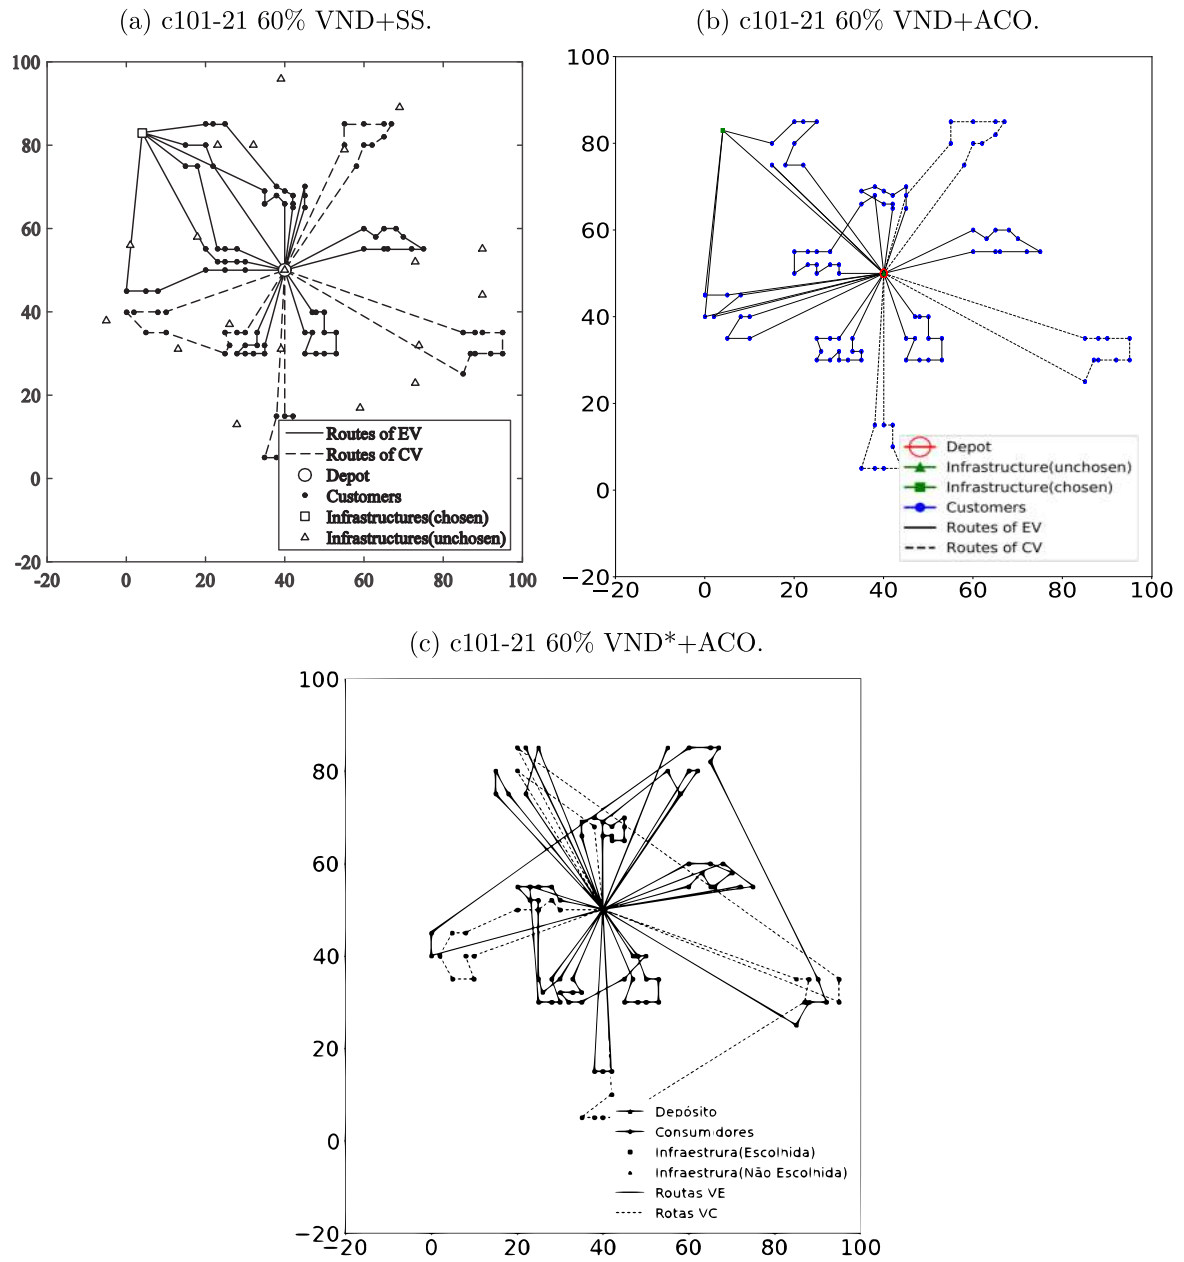 (a) c101-21 60% VND+SS.
100
80
60
40
20
0
-20
-20 0 20 40 60 80 100
Routes of EV
Routes of CV
Depot
Customers
Infrastructures(chosen)
Infrastructures(unchosen)
(b) c101-21 60% VND+ACO.
100
80
60
40
20
0
−20
−20 0 20 40 60 80 100
Depot
Infrastructure(unchosen)
Infrastructure(chosen)
Customers
Routes of EV
Routes of CV
(c) c101-21 60% VND*+ACO.
100
80
60
40
20
0
−20
−20 0 20 40 60 80 100
Depósito
Consumidores
Infraestrura(Escolhida)
Infraestrura(Não Escolhida)
Routas VE
Rotas VC